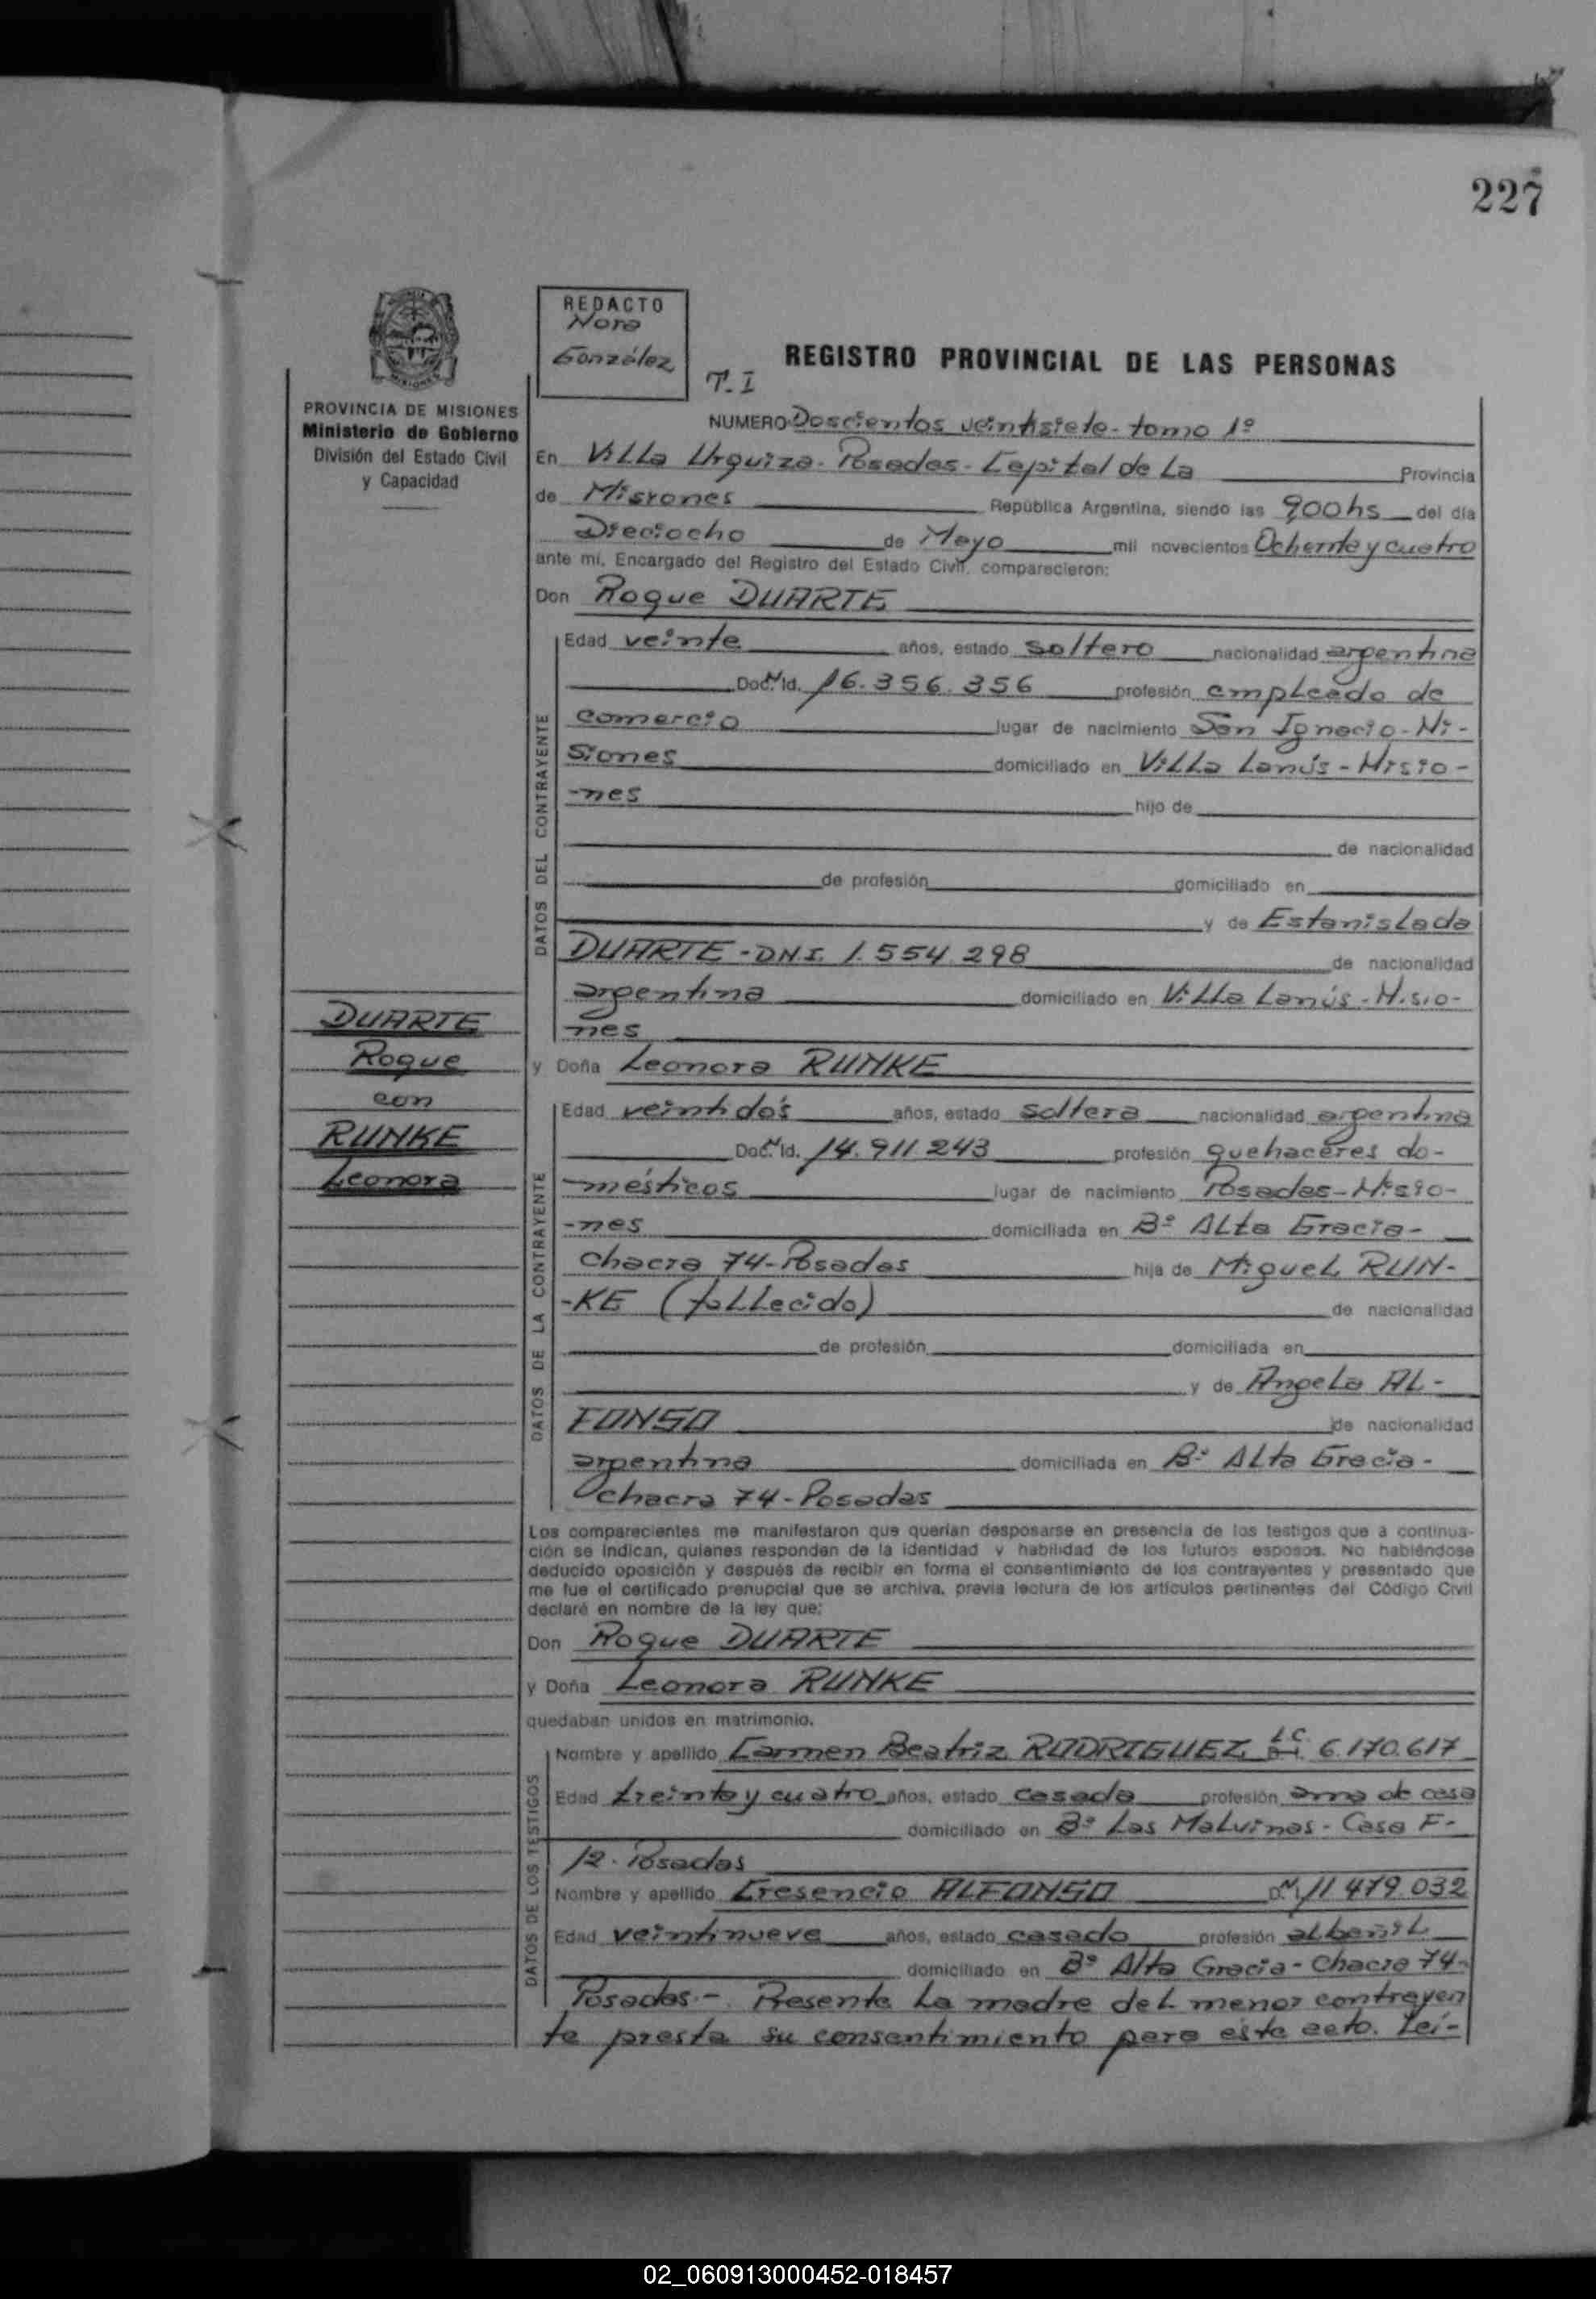 227
REDACTO
Nora
González
T. I
REGISTRO PROVINCIAL DE LAS PERSONAS
PROVINCIA DE MISIONES
Ministerio de Gobierno
División del Estado Civil
y Capacidad
NUMERO Doscientos veintisiete - tomo 1º
En Villa Urquiza - Posadas - Capital de La Provincia
de Misiones República Argentina, siendo las 900 hs del día
Dieciocho de Mayo mil novecientos Ochenta y cuatro
ante mí, Encargado del Registro del Estado Civil, comparecieron:
Don Roque DUARTE
DATOS DEL CONTRAYENTE
Edad veinte años, estado soltero nacionalidad argentina
Doc. N Id. 16.356.356 profesión empleado de
comercio lugar de nacimiento San Ignacio - Mi-
siones domiciliado en Villa Lanús - Misio-
-nes hijo de
de nacionalidad
de profesión domiciliado en
y de Estanislada
DUARTE - DNI. 1.554.298 de nacionalidad
argentina domiciliado en Villa Lanús - Misio-
nes
DUARTE
Roque
con
RUNKE
Leonora
y Doña Leonora RUNKE
DATOS DE LA CONTRAYENTE
Edad veintidós años, estado soltera nacionalidad argentina
Doc. N Id. 14.911.243 profesión quehaceres do-
mésticos lugar de nacimiento Posadas - Misio-
-nes domiciliada en Bº Alta Gracia -
chacra 74 - Posadas hija de Miguel RUN-
-KE (fallecido) de nacionalidad
de profesión domiciliada en
y de Angela AL-
FONSO de nacionalidad
argentina domiciliada en Bº Alta Gracia -
chacra 74 - Posadas
Los comparecientes me manifestaron que querían desposarse en presencia de los testigos que a continua-
ción se indican, quienes responden de la identidad y habilidad de los futuros esposos. No habiéndose
deducido oposición y después de recibir en forma el consentimiento de los contrayentes y presentado que
me fue el certificado prenupcial que se archiva, previa lectura de los artículos pertinentes del Código Civil
declaré en nombre de la ley que:
Don Roque DUARTE
y Doña Leonora RUNKE
quedaban unidos en matrimonio.
DATOS DE LOS TESTIGOS
Nombre y apellido Carmen Beatriz RODRIGUEZ LC 6.170.617
Edad treinta y cuatro años, estado casada profesión ama de casa
domiciliado en Bº Las Malvinas - Casa F-
12 - Posadas
Nombre y apellido Cresencio ALFONSO DNI 11.479.032
Edad veintinueve años, estado casado profesión albañil
domiciliado en Bº Alta Gracia - Chacra 74-
Posadas - Presente la madre del menor contrayen
te presta su consentimiento para este acto. Leí-
02_060913000452-018457